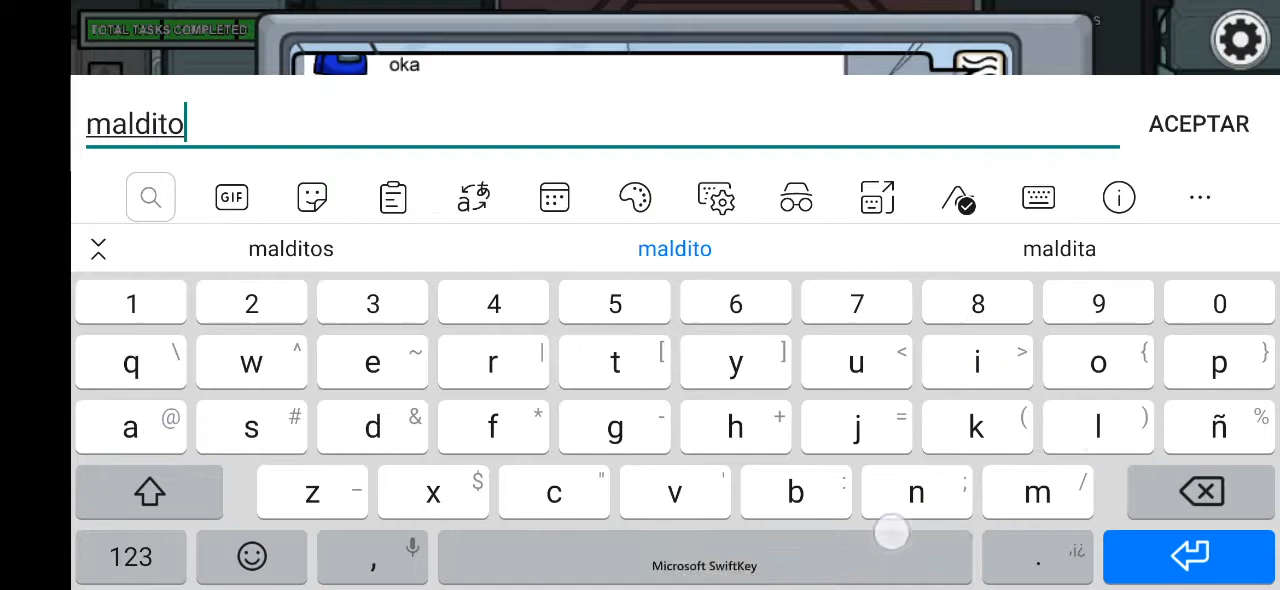 TOTAL TASKS COMPLETED
s
oka
maldito
ACEPTAR
GIF
malditos maldito maldita
1 2 3 4 5 6 7 8 9 0
q \ w ^ e ~ r | t [ y ] u < i > o { p }
a @ s # d & f * g - h + j = k ( l ) ñ %
z _ x $ c " v ' b : n ; m /
123 , Microsoft SwiftKey . ,¡¿